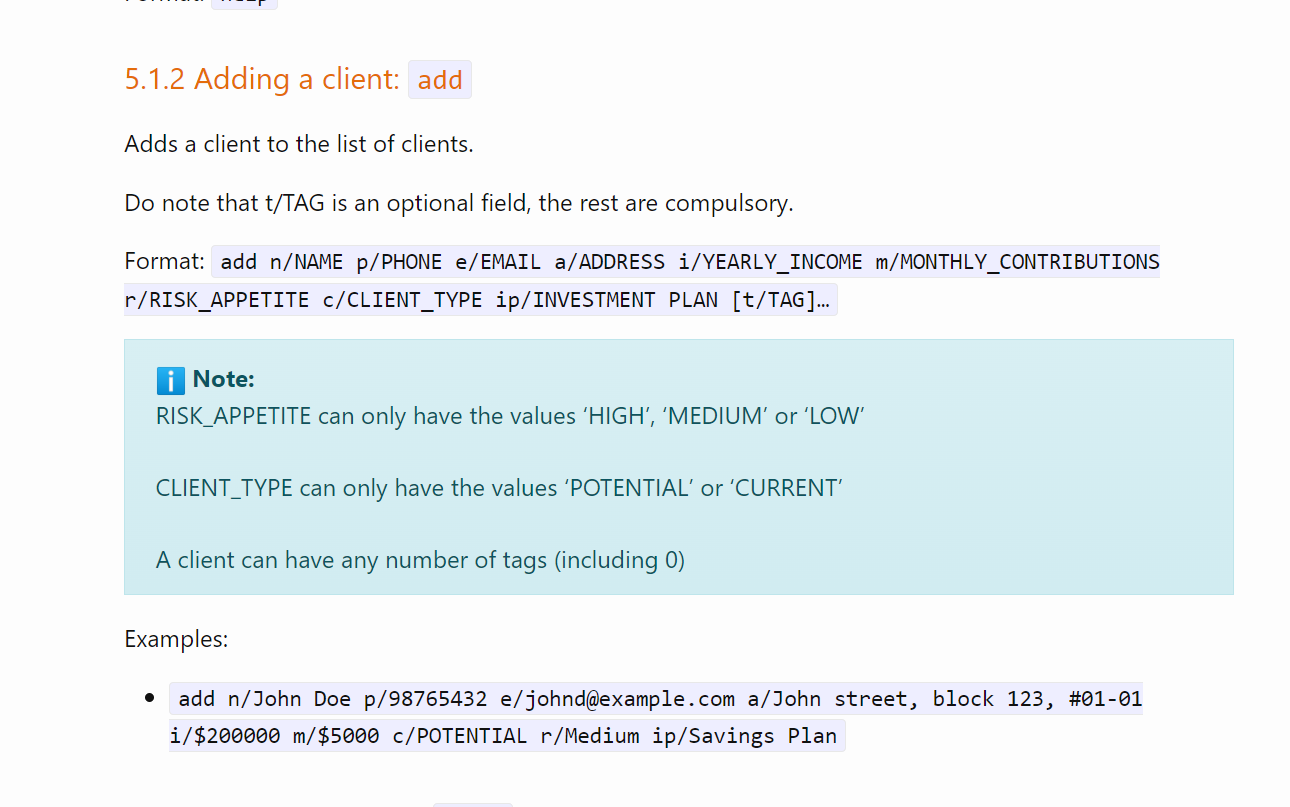 Format: help
5.1.2 Adding a client: add
Adds a client to the list of clients.
Do note that t/TAG is an optional field, the rest are compulsory.
Format: add n/NAME p/PHONE e/EMAIL a/ADDRESS i/YEARLY_INCOME m/MONTHLY_CONTRIBUTIONS
r/RISK_APPETITE c/CLIENT_TYPE ip/INVESTMENT PLAN [t/TAG]…
ℹ️ Note:
RISK_APPETITE can only have the values ‘HIGH’, ‘MEDIUM’ or ‘LOW’
CLIENT_TYPE can only have the values ‘POTENTIAL’ or ‘CURRENT’
A client can have any number of tags (including 0)
Examples:
• add n/John Doe p/98765432 e/johnd@example.com a/John street, block 123, #01-01
i/$200000 m/$5000 c/POTENTIAL r/Medium ip/Savings Plan